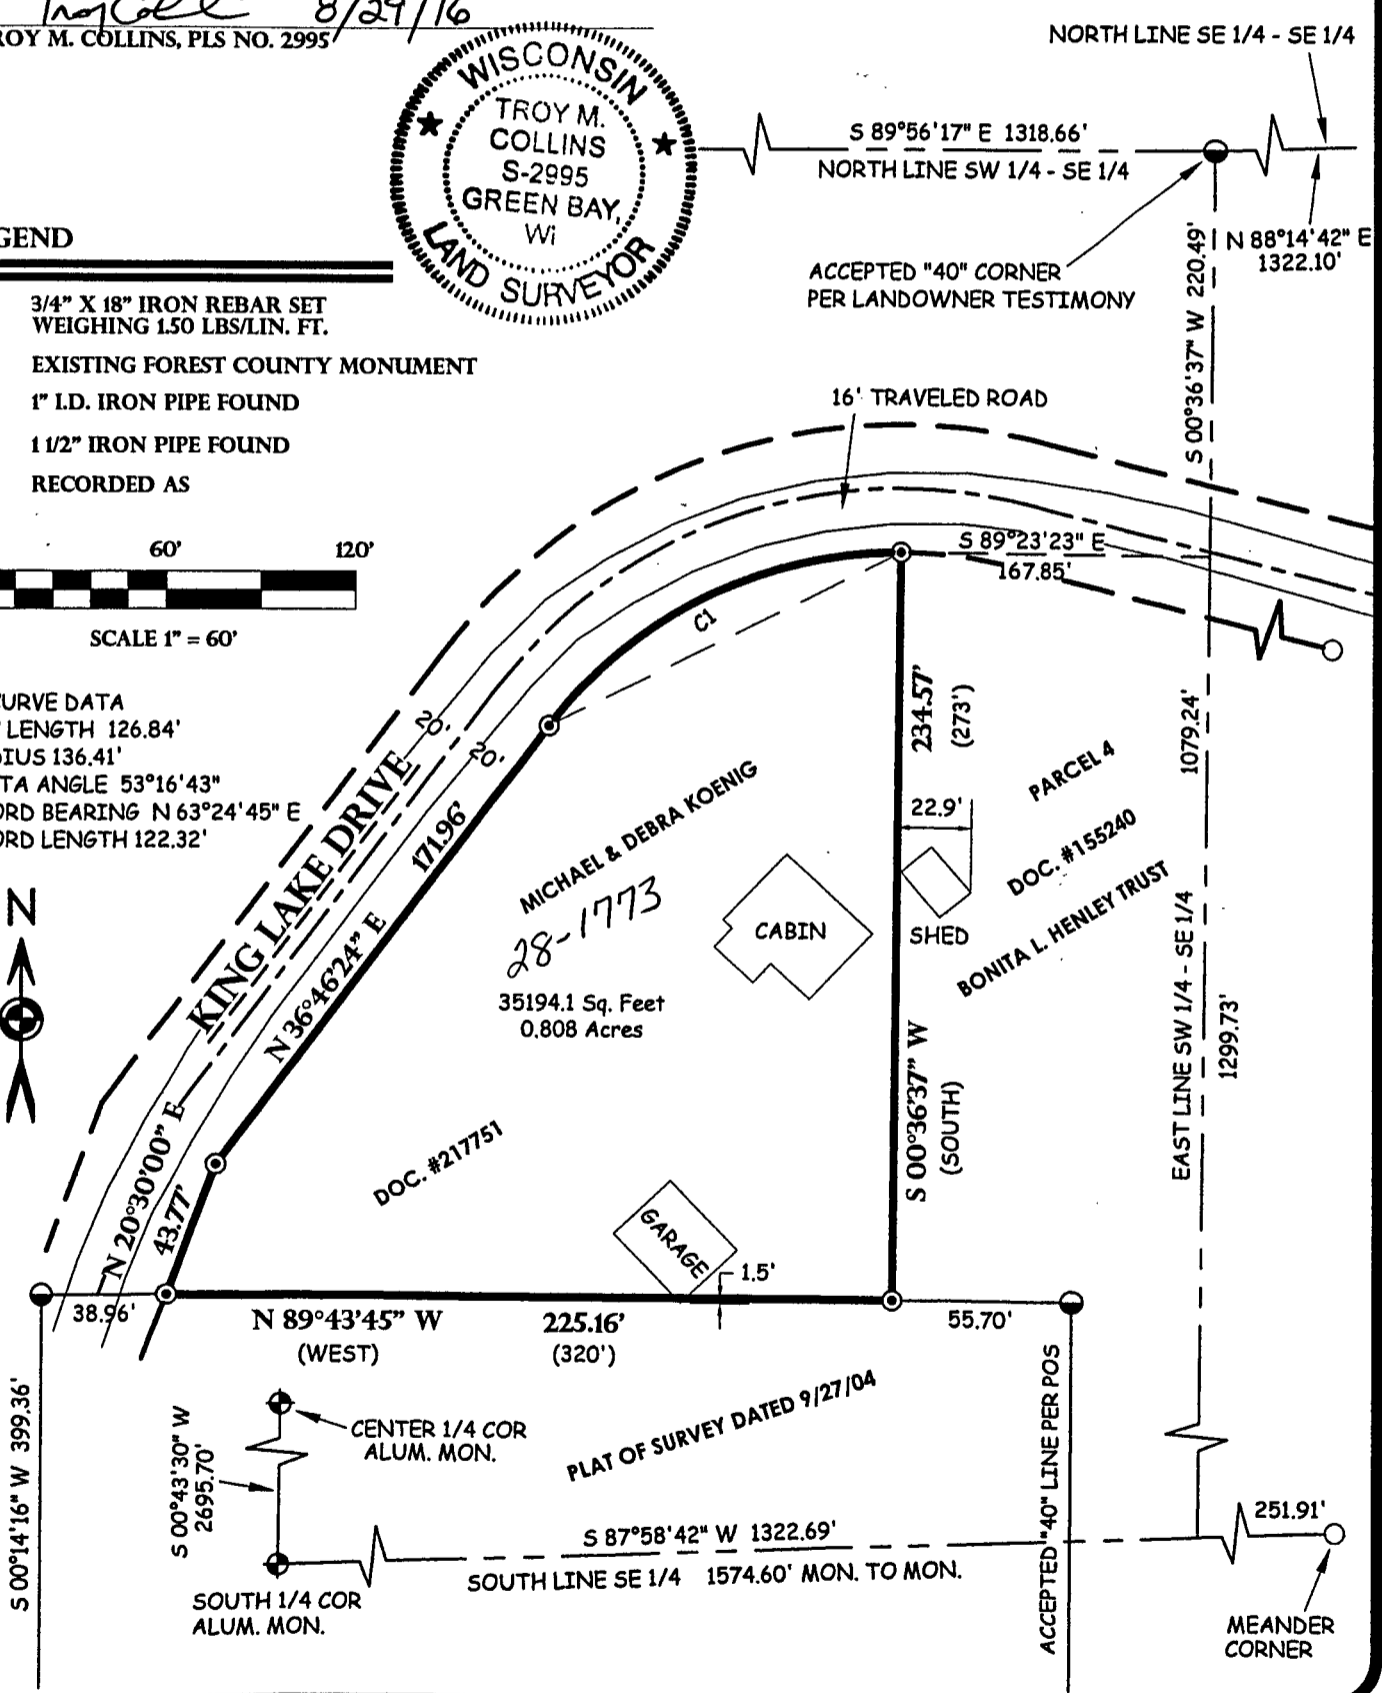 Troy Coll 8/29/16
ROY M. COLLINS, PLS NO. 2995
WISCONSIN
TROY M.
COLLINS
S-2995
GREEN BAY,
Wi
LAND SURVEYOR
NORTH LINE SE 1/4 - SE 1/4
S 89°56'17" E 1318.66'
NORTH LINE SW 1/4 - SE 1/4
N 88°14'42" E
1322.10'
ACCEPTED "40" CORNER
PER LANDOWNER TESTIMONY
S 00°36'37" W 220.49'
GEND
3/4" X 18" IRON REBAR SET
WEIGHING 1.50 LBS/LIN. FT.
EXISTING FOREST COUNTY MONUMENT
1" I.D. IRON PIPE FOUND
1 1/2" IRON PIPE FOUND
RECORDED AS
60' 120'
SCALE 1" = 60'
16' TRAVELED ROAD
S 89°23'23" E
167.85'
C1
URVE DATA
LENGTH 126.84'
IUS 136.41'
TA ANGLE 53°16'43"
ORD BEARING N 63°24'45" E
ORD LENGTH 122.32'
20'
20'
KING LAKE DRIVE
171.96'
N 36°46'24" E
N
MICHAEL & DEBRA KOENIG
28-1773
35194.1 Sq. Feet
0.808 Acres
CABIN
234.57'
(273')
22.9'
SHED
PARCEL 4
DOC. #155240
BONITA L. HENLEY TRUST
1079.24'
EAST LINE SW 1/4 - SE 1/4
1299.73'
S 00°36'37" W
(SOUTH)
DOC. #217751
GARAGE
1.5'
N 20°30'00" E
43.77'
38.96'
N 89°43'45" W
(WEST)
225.16'
(320')
55.70'
S 00°14'16" W 399.36'
CENTER 1/4 COR
ALUM. MON.
S 00°43'30" W
2695.70'
PLAT OF SURVEY DATED 9/27/04
ACCEPTED "40" LINE PER POS
S 87°58'42" W 1322.69'
SOUTH LINE SE 1/4 1574.60' MON. TO MON.
SOUTH 1/4 COR
ALUM. MON.
251.91'
MEANDER
CORNER